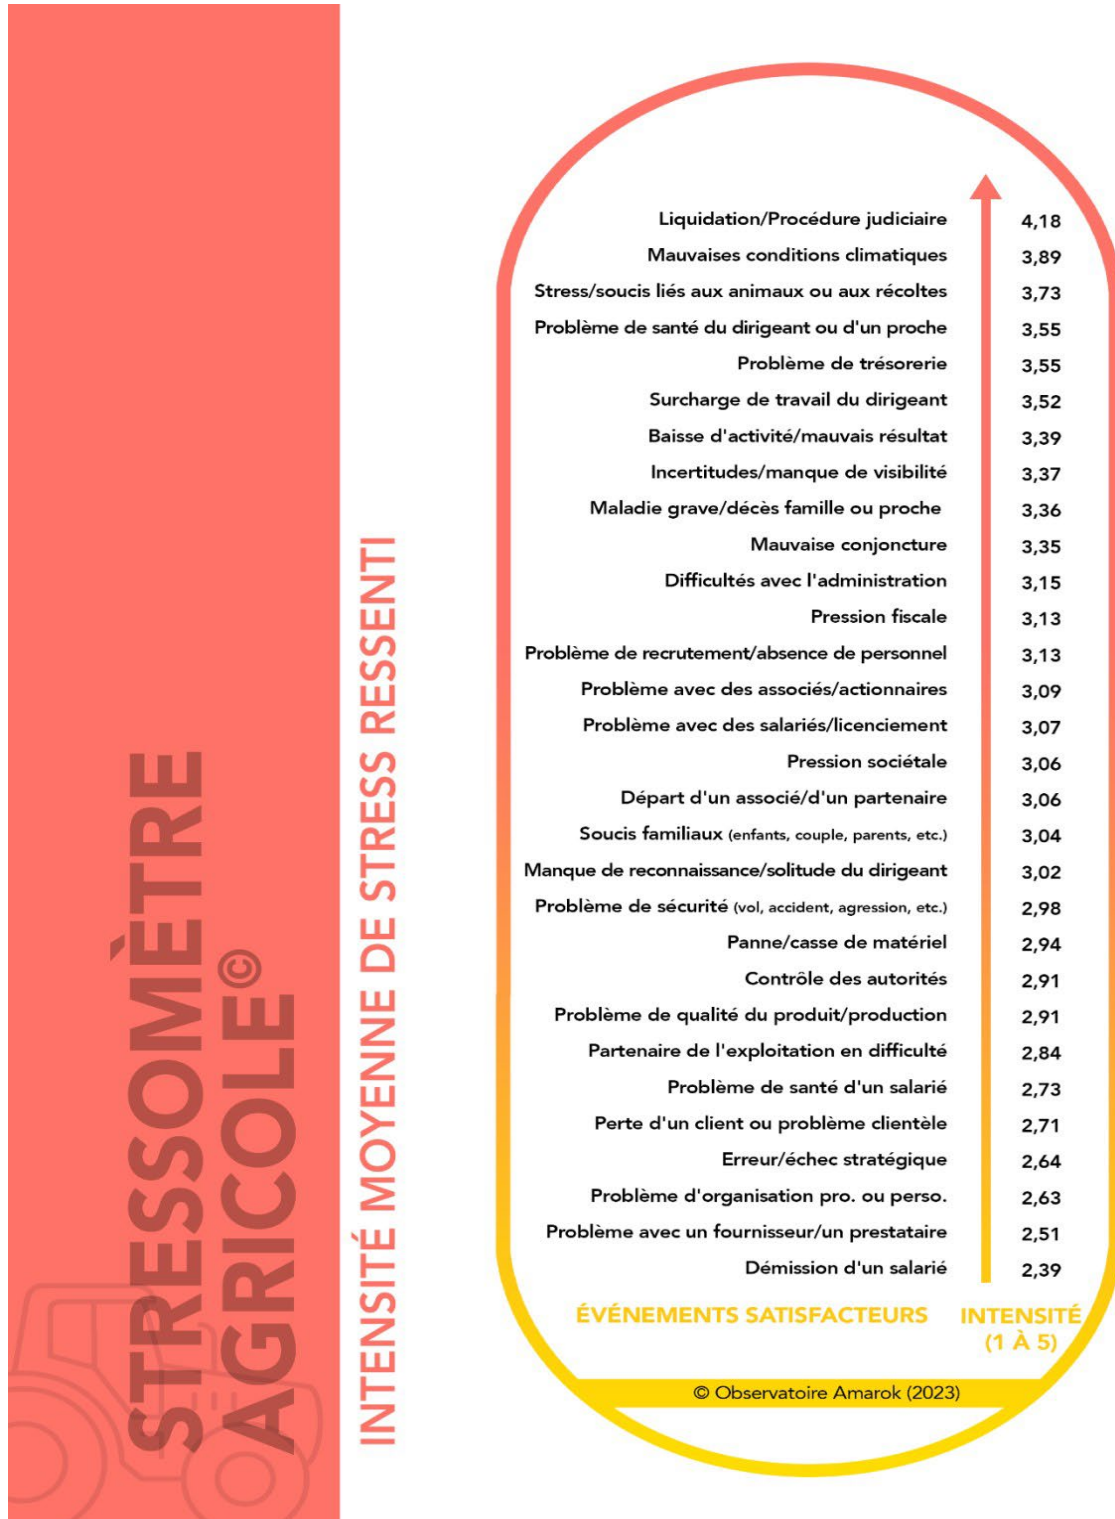 STRESSOMÈTRE
AGRICOLE©
INTENSITÉ MOYENNE DE STRESS RESSENTI
Liquidation/Procédure judiciaire 4,18
Mauvaises conditions climatiques 3,89
Stress/soucis liés aux animaux ou aux récoltes 3,73
Problème de santé du dirigeant ou d'un proche 3,55
Problème de trésorerie 3,55
Surcharge de travail du dirigeant 3,52
Baisse d'activité/mauvais résultat 3,39
Incertitudes/manque de visibilité 3,37
Maladie grave/décès famille ou proche 3,36
Mauvaise conjoncture 3,35
Difficultés avec l'administration 3,15
Pression fiscale 3,13
Problème de recrutement/absence de personnel 3,13
Problème avec des associés/actionnaires 3,09
Problème avec des salariés/licenciement 3,07
Pression sociétale 3,06
Départ d'un associé/d'un partenaire 3,06
Soucis familiaux (enfants, couple, parents, etc.) 3,04
Manque de reconnaissance/solitude du dirigeant 3,02
Problème de sécurité (vol, accident, agression, etc.) 2,98
Panne/casse de matériel 2,94
Contrôle des autorités 2,91
Problème de qualité du produit/production 2,91
Partenaire de l'exploitation en difficulté 2,84
Problème de santé d'un salarié 2,73
Perte d'un client ou problème clientèle 2,71
Erreur/échec stratégique 2,64
Problème d'organisation pro. ou perso. 2,63
Problème avec un fournisseur/un prestataire 2,51
Démission d'un salarié 2,39
ÉVÉNEMENTS SATISFACTEURS INTENSITÉ
(1 À 5)
© Observatoire Amarok (2023)